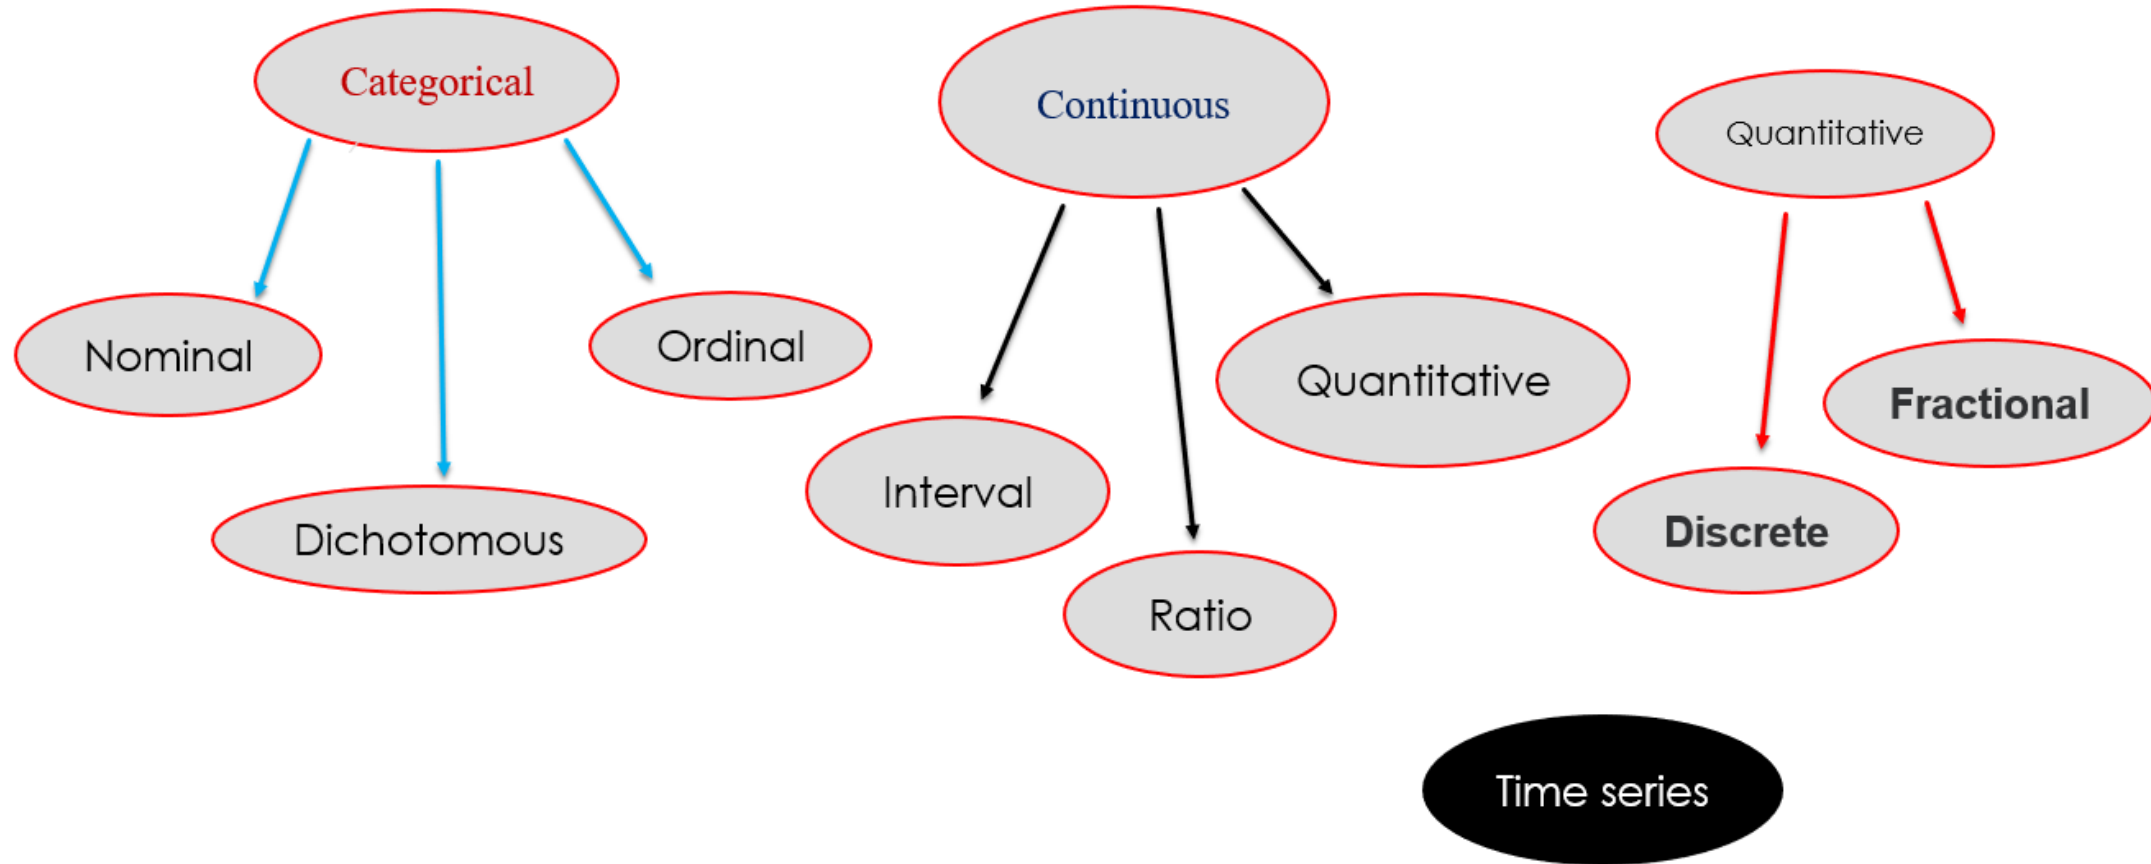 Categorical
Continuous
Quantitative
Nominal
Ordinal
Quantitative
Fractional
Interval
Discrete
Dichotomous
Ratio
Time series